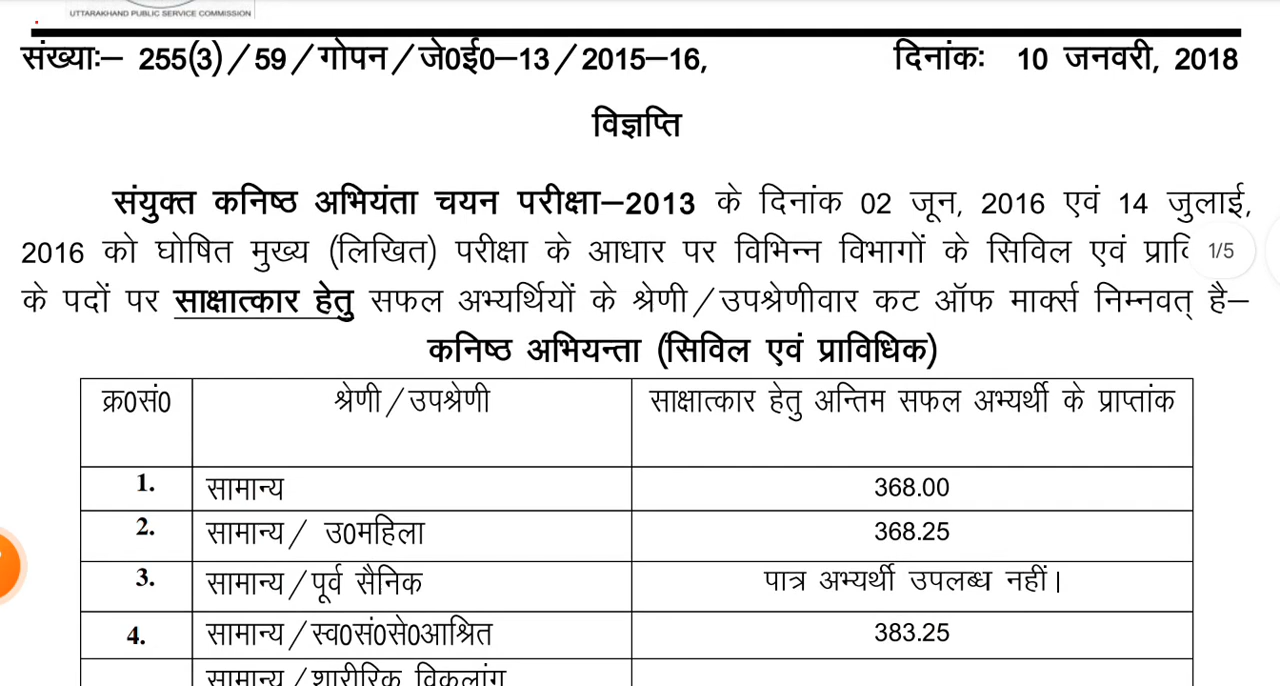 UTTARAKHAND PUBLIC SERVICE COMMISSION
संख्याः– 255(3)/59/गोपन/जे0ई0–13/2015–16, दिनांकः 10 जनवरी, 2018
विज्ञप्ति
संयुक्त कनिष्ठ अभियंता चयन परीक्षा–2013 के दिनांक 02 जून, 2016 एवं 14 जुलाई,
2016 को घोषित मुख्य (लिखित) परीक्षा के आधार पर विभिन्न विभागों के सिविल एवं 1/5
के पदों पर साक्षात्कार हेतु सफल अभ्यर्थियों के श्रेणी/उपश्रेणीवार कट ऑफ मार्क्स निम्नवत् है–
कनिष्ठ अभियन्ता (सिविल एवं प्राविधिक)
क्र0सं0 श्रेणी/उपश्रेणी साक्षात्कार हेतु अन्तिम सफल अभ्यर्थी के प्राप्तांक
1. सामान्य 368.00
2. सामान्य/ उ0महिला 368.25
3. सामान्य/पूर्व सैनिक पात्र अभ्यर्थी उपलब्ध नहीं।
4. सामान्य/स्व0सं0से0आश्रित 383.25
सामान्य/शारीरिक विकलांग